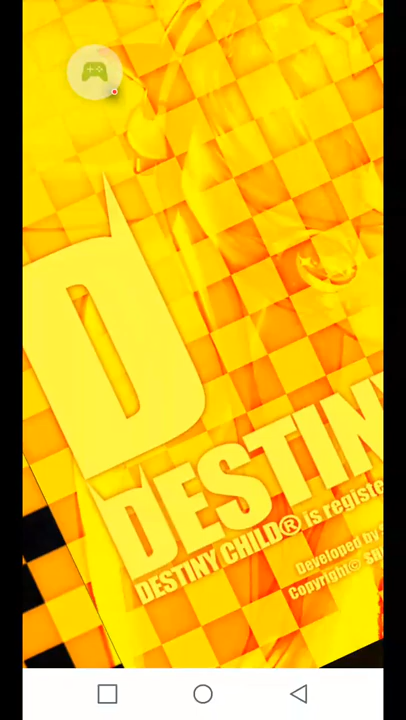 D
DESTIN
DESTINY CHILD® is registe
Developed by
Copyright©